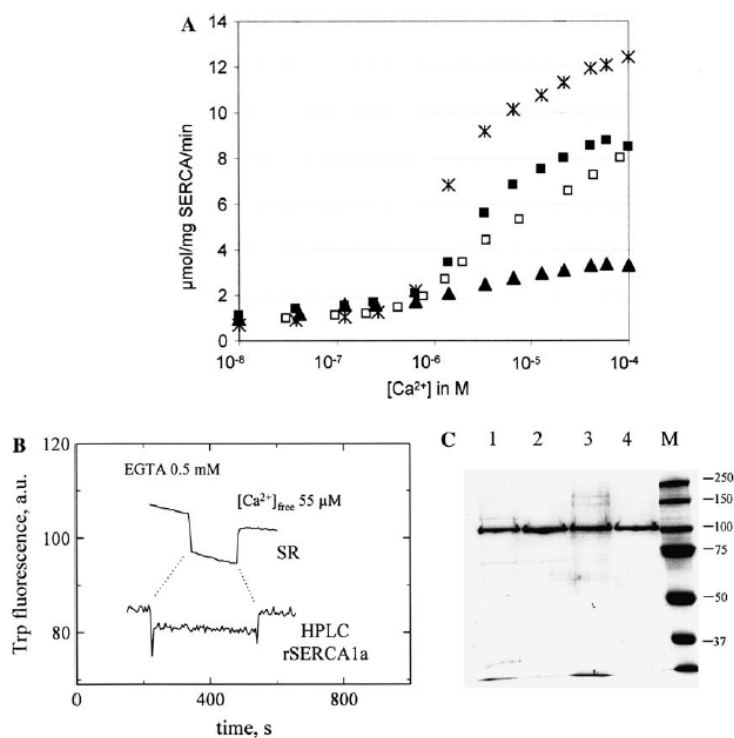 A
14
12
10
8
6
4
2
0
µmol/mg SERCA/min
10⁻⁸ 10⁻⁷ 10⁻⁶ 10⁻⁵ 10⁻⁴
[Ca²⁺] in M
B
120
100
80
Trp fluorescence, a.u.
EGTA 0.5 mM
[Ca²⁺]free 55 µM
SR
HPLC
rSERCA1a
0 400 800
time, s
C
1 2 3 4 M
–250
–150
–100
–75
–50
–37